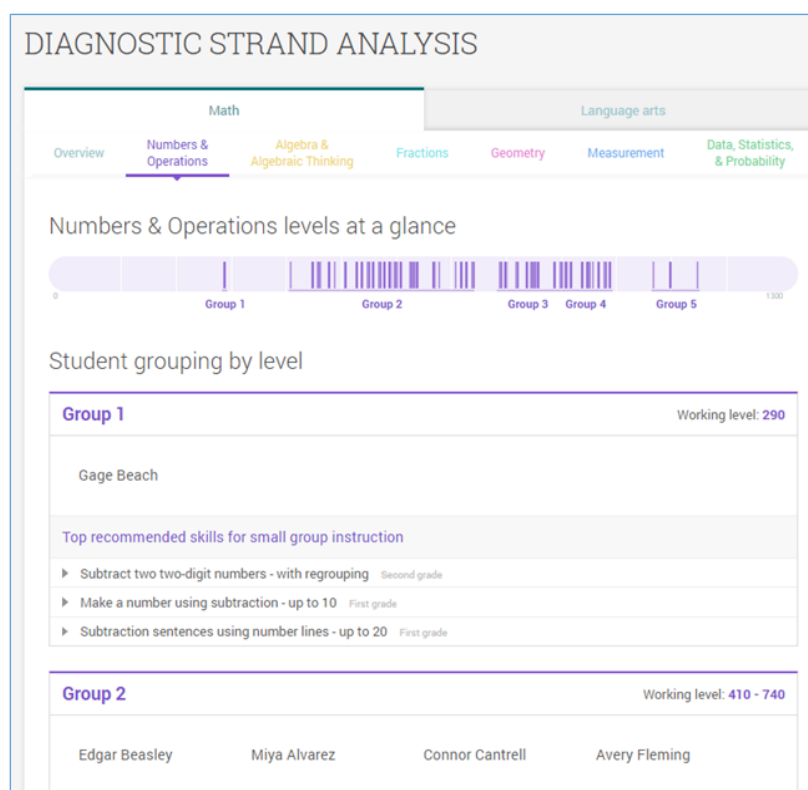 DIAGNOSTIC STRAND ANALYSIS
Math
Language arts
Overview
Numbers &
Operations
Algebra &
Algebraic Thinking
Fractions
Geometry
Measurement
Data, Statistics,
& Probability
Numbers & Operations levels at a glance
0
1300
Group 1
Group 2
Group 3
Group 4
Group 5
Student grouping by level
Group 1
Working level: 290
Gage Beach
Top recommended skills for small group instruction
Subtract two two-digit numbers - with regrouping Second grade
Make a number using subtraction - up to 10 First grade
Subtraction sentences using number lines - up to 20 First grade
Group 2
Working level: 410 - 740
Edgar Beasley
Miya Alvarez
Connor Cantrell
Avery Fleming